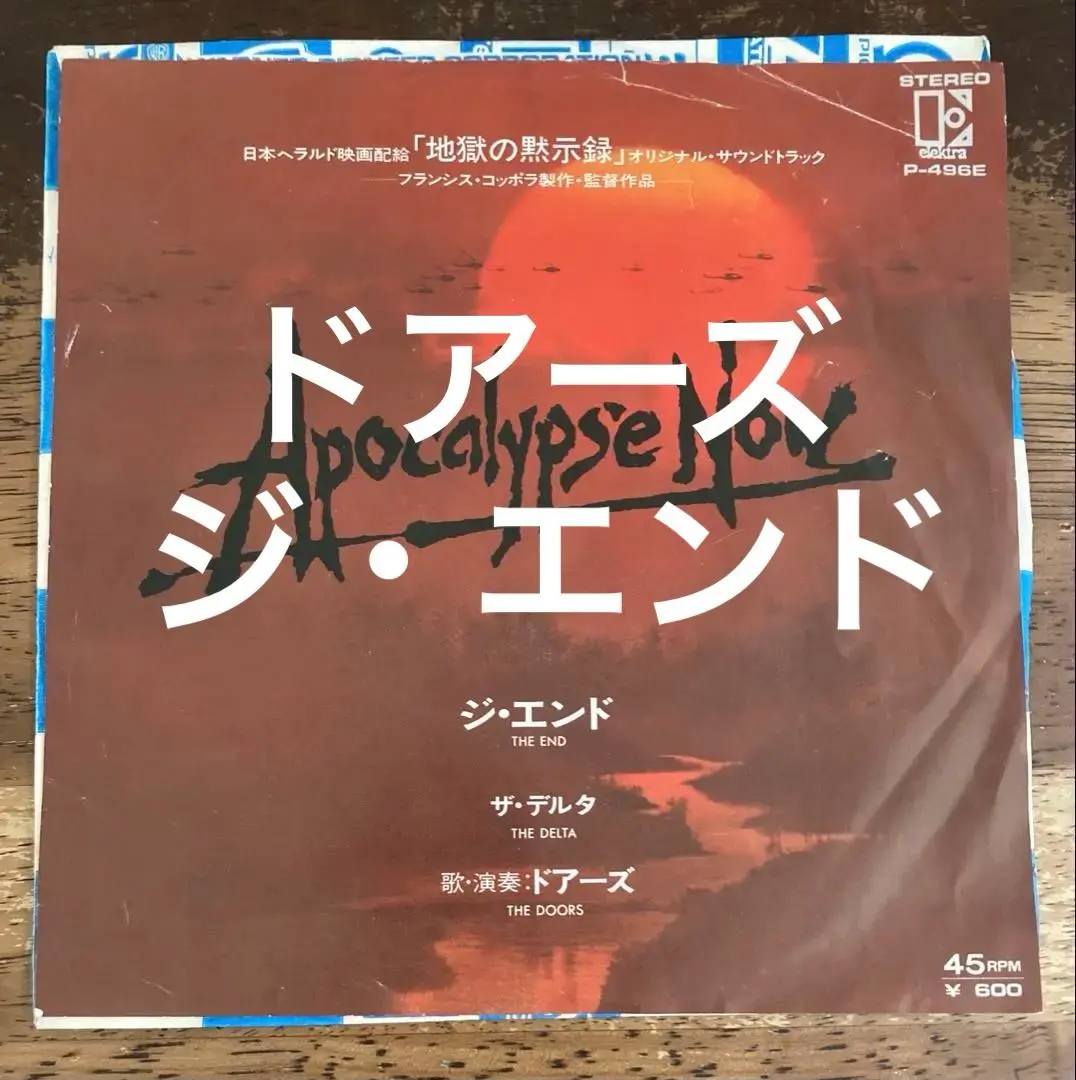 WARNER-PIONEER CORPORATION
STEREO
elektra
P-496E
日本ヘラルド映画配給「地獄の黙示録」オリジナル・サウンドトラック
フランシス・コッポラ製作・監督作品
ドアーズ
Apocalypse Now
ジ・エンド
ジ・エンド
THE END
ザ・デルタ
THE DELTA
歌・演奏:ドアーズ
THE DOORS
45RPM
¥ 600